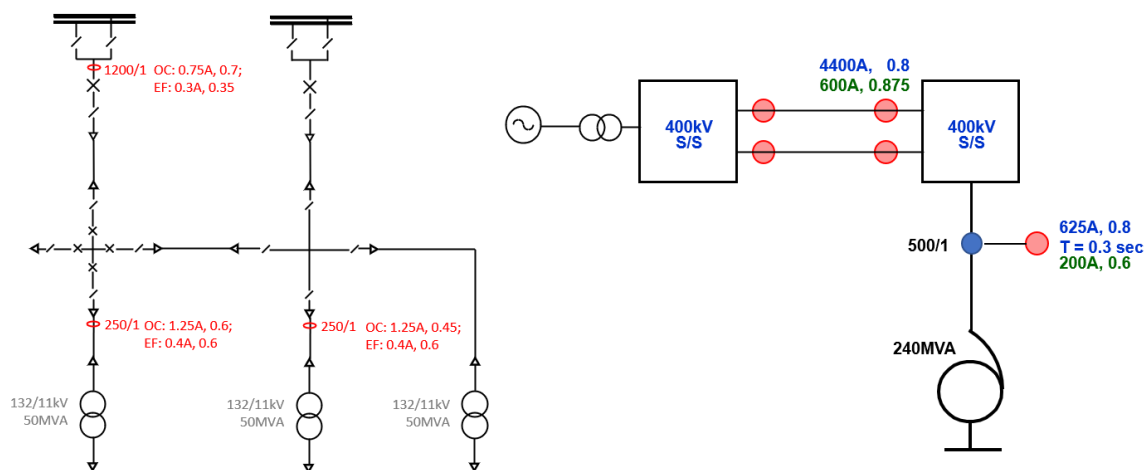 1200/1 OC: 0.75A, 0.7;
EF: 0.3A, 0.35
250/1 OC: 1.25A, 0.6;
EF: 0.4A, 0.6
250/1 OC: 1.25A, 0.45;
EF: 0.4A, 0.6
132/11kV
50MVA
132/11kV
50MVA
132/11kV
50MVA
4400A, 0.8
600A, 0.875
400kV
S/S
400kV
S/S
500/1
625A, 0.8
T = 0.3 sec
200A, 0.6
240MVA